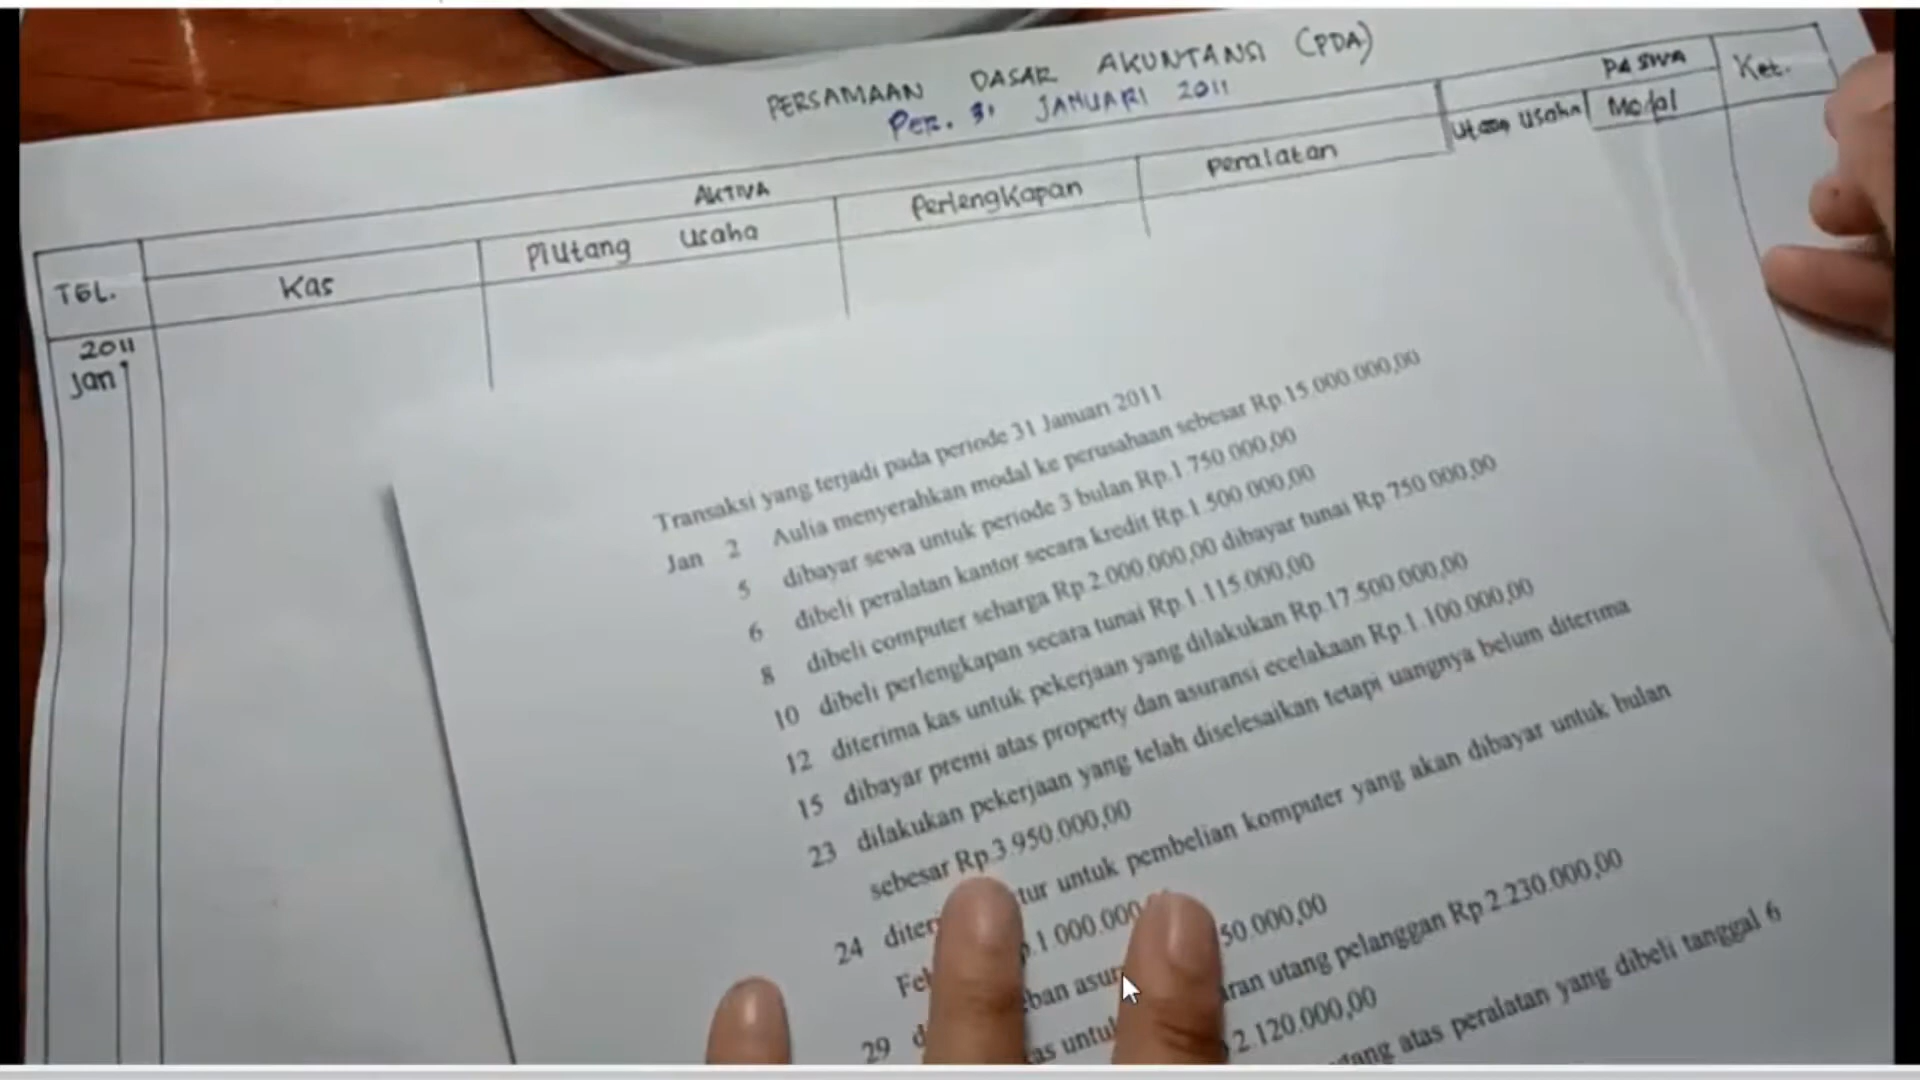 PERSAMAAN DASAR AKUNTANSI (PDA)
PER. 31 JANUARI 2011
TGL. AKTIVA PASIVA Ket.
Kas Piutang Usaha Perlengkapan Peralatan Utang Usaha Modal
2011
Jan
Transaksi yang terjadi pada periode 31 Januari 2011
Jan 2 Aulia menyerahkan modal ke perusahaan sebesar Rp.15.000.000,00
5 dibayar sewa untuk periode 3 bulan Rp.1.750.000,00
6 dibeli peralatan kantor secara kredit Rp.1.500.000,00
8 dibeli computer seharga Rp.2.000.000,00 dibayar tunai Rp.750.000,00
10 dibeli perlengkapan secara tunai Rp.1.115.000,00
12 diterima kas untuk pekerjaan yang dilakukan Rp.17.500.000,00
15 dibayar premi atas property dan asuransi ecelakaan Rp.1.100.000,00
23 dilakukan pekerjaan yang telah diselesaikan tetapi uangnya belum diterima
sebesar Rp.3.950.000,00
24 untuk pembelian komputer yang akan dibayar untuk bulan
1.000.000
50.000,00
29 utang pelanggan Rp.2.230.000,00
2.120.000,00
atas peralatan yang dibeli tanggal 6